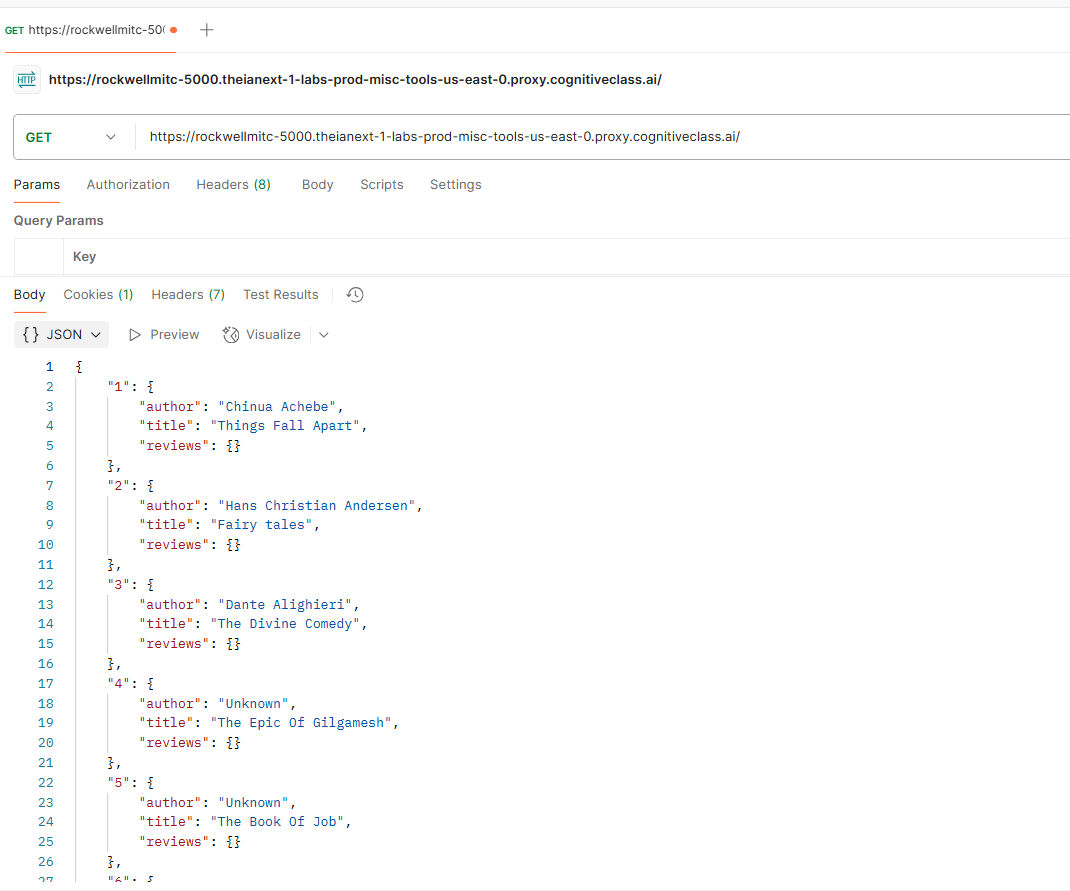 GET https://rockwellmitc-50(
HTTP https://rockwellmitc-5000.theianext-1-labs-prod-misc-tools-us-east-0.proxy.cognitiveclass.ai/
GET https://rockwellmitc-5000.theianext-1-labs-prod-misc-tools-us-east-0.proxy.cognitiveclass.ai/
Params Authorization Headers (8) Body Scripts Settings
Query Params
Key
Body Cookies (1) Headers (7) Test Results
{} JSON Preview Visualize
1 {
2 "1": {
3 "author": "Chinua Achebe",
4 "title": "Things Fall Apart",
5 "reviews": {}
6 },
7 "2": {
8 "author": "Hans Christian Andersen",
9 "title": "Fairy tales",
10 "reviews": {}
11 },
12 "3": {
13 "author": "Dante Alighieri",
14 "title": "The Divine Comedy",
15 "reviews": {}
16 },
17 "4": {
18 "author": "Unknown",
19 "title": "The Epic Of Gilgamesh",
20 "reviews": {}
21 },
22 "5": {
23 "author": "Unknown",
24 "title": "The Book Of Job",
25 "reviews": {}
26 },
27 "6": {